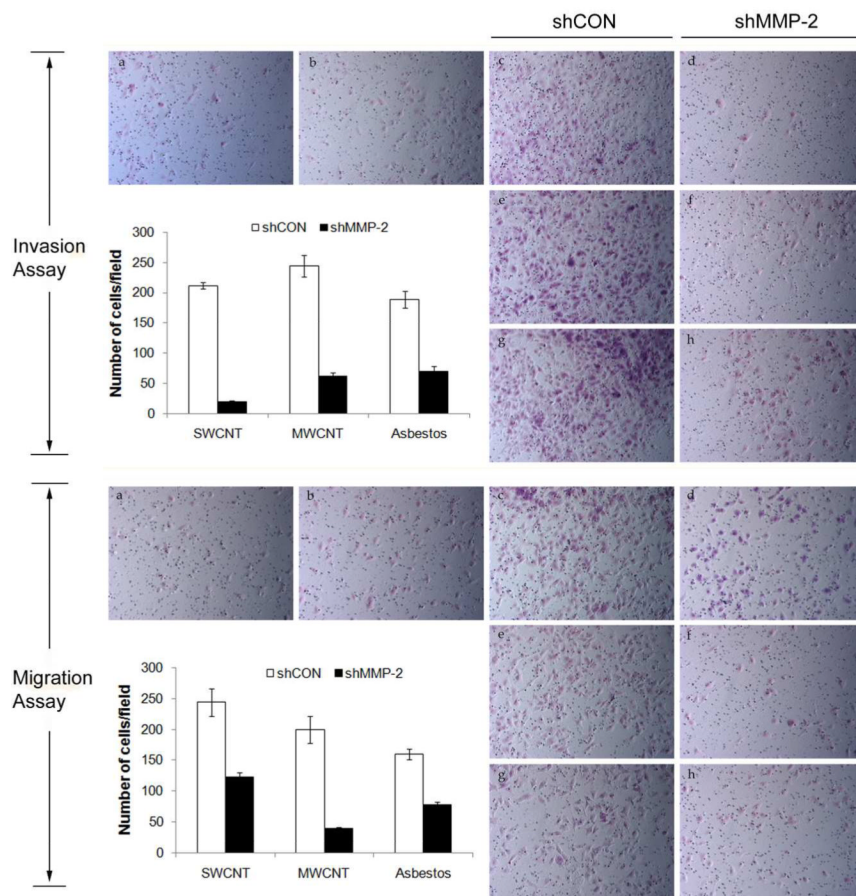 shCON shMMP-2
a b c d
e f
g h
Invasion
Assay
Number of cells/field
300
250
200
150
100
50
0
shCON shMMP-2
SWCNT MWCNT Asbestos
a b c d
e f
g h
Migration
Assay
Number of cells/field
300
250
200
150
100
50
0
shCON shMMP-2
SWCNT MWCNT Asbestos